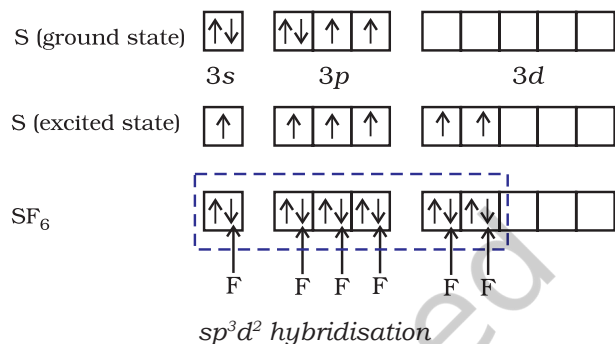 S (ground state)
3s 3p 3d
S (excited state)
SF₆
F F F F F F
sp³d² hybridisation